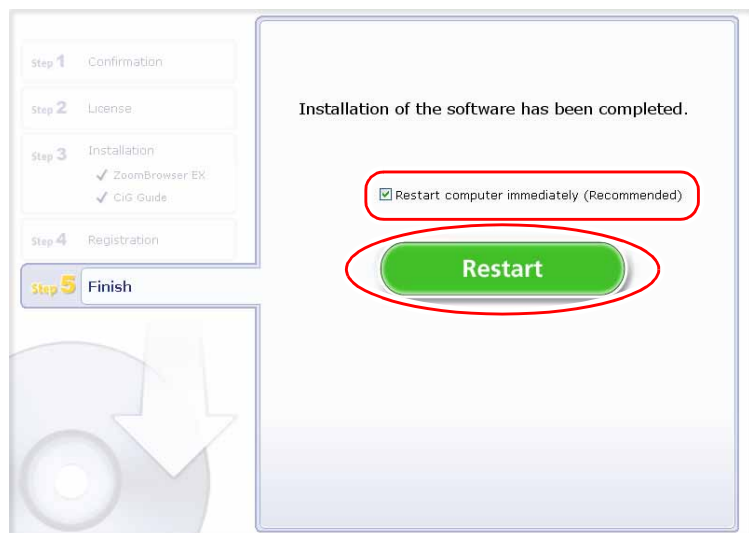 Step 1 Confirmation
Step 2 License
Step 3 Installation
ZoomBrowser EX
CiG Guide
Step 4 Registration
Step 5 Finish
Installation of the software has been completed.
Restart computer immediately (Recommended)
Restart